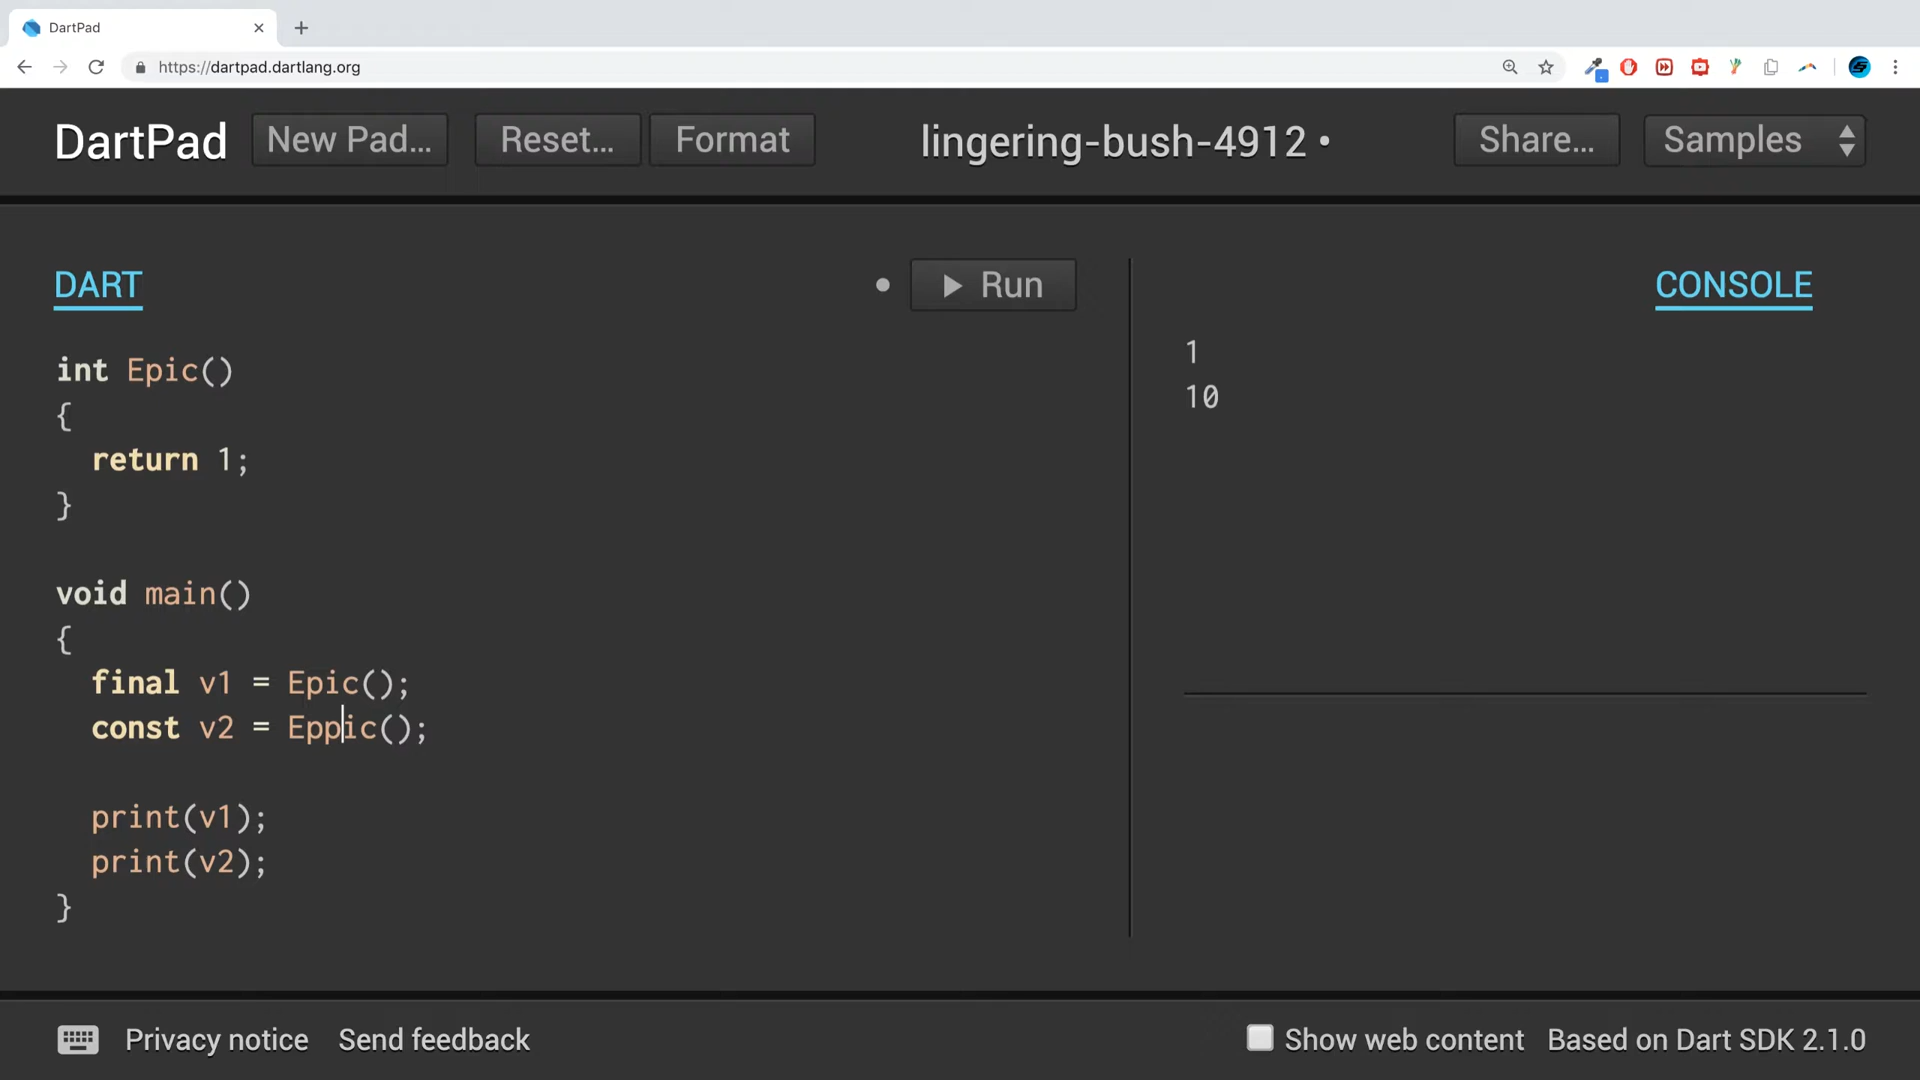 DartPad
https://dartpad.dartlang.org
DartPad
New Pad...
Reset...
Format
lingering-bush-4912 •
Share...
Samples
DART
Run
CONSOLE
int Epic()
{
  return 1;
}
void main()
{
  final v1 = Epic();
  const v2 = Eppic();
  print(v1);
  print(v2);
}
1
10
Privacy notice
Send feedback
Show web content
Based on Dart SDK 2.1.0